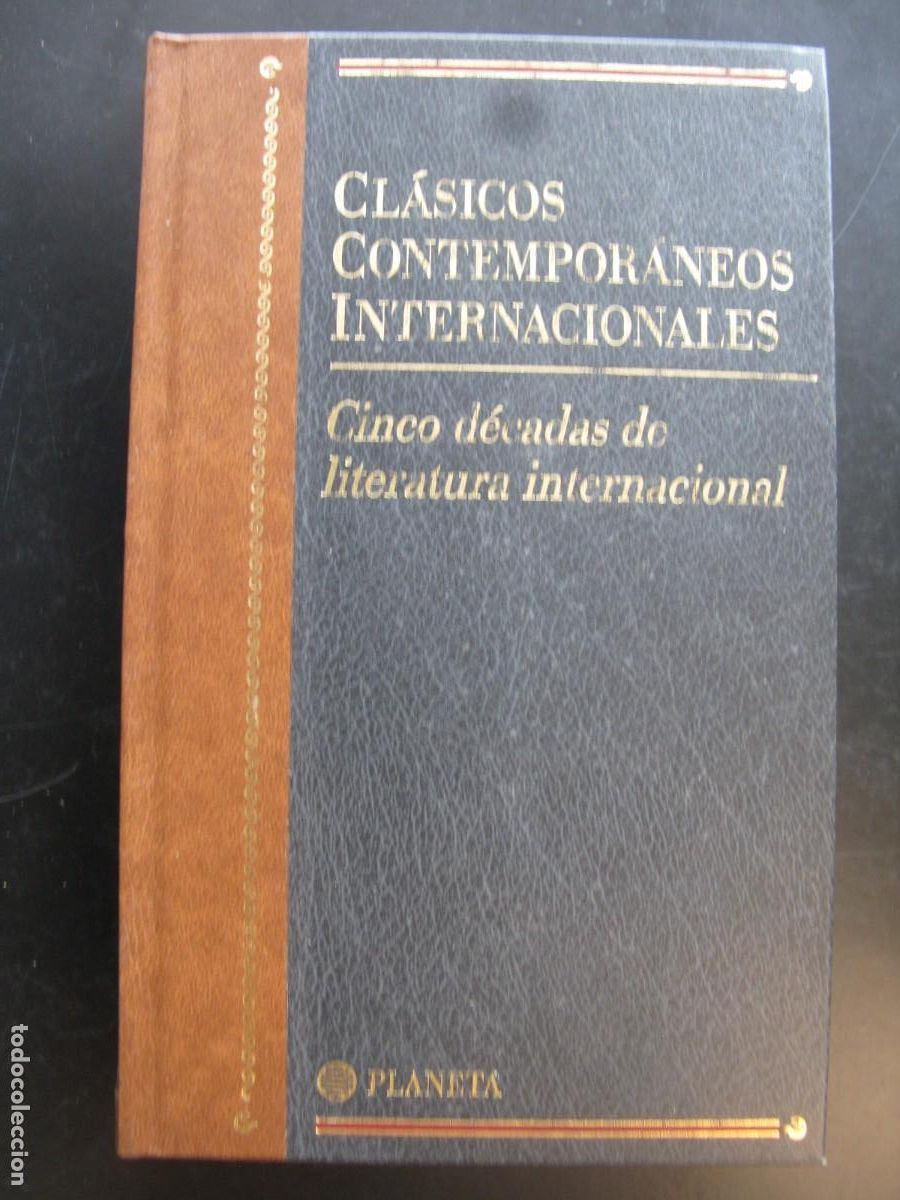 CLÁSICOS
CONTEMPORÁNEOS
INTERNACIONALES
Cinco décadas de
literatura internacional
PLANETA
todocoleccion